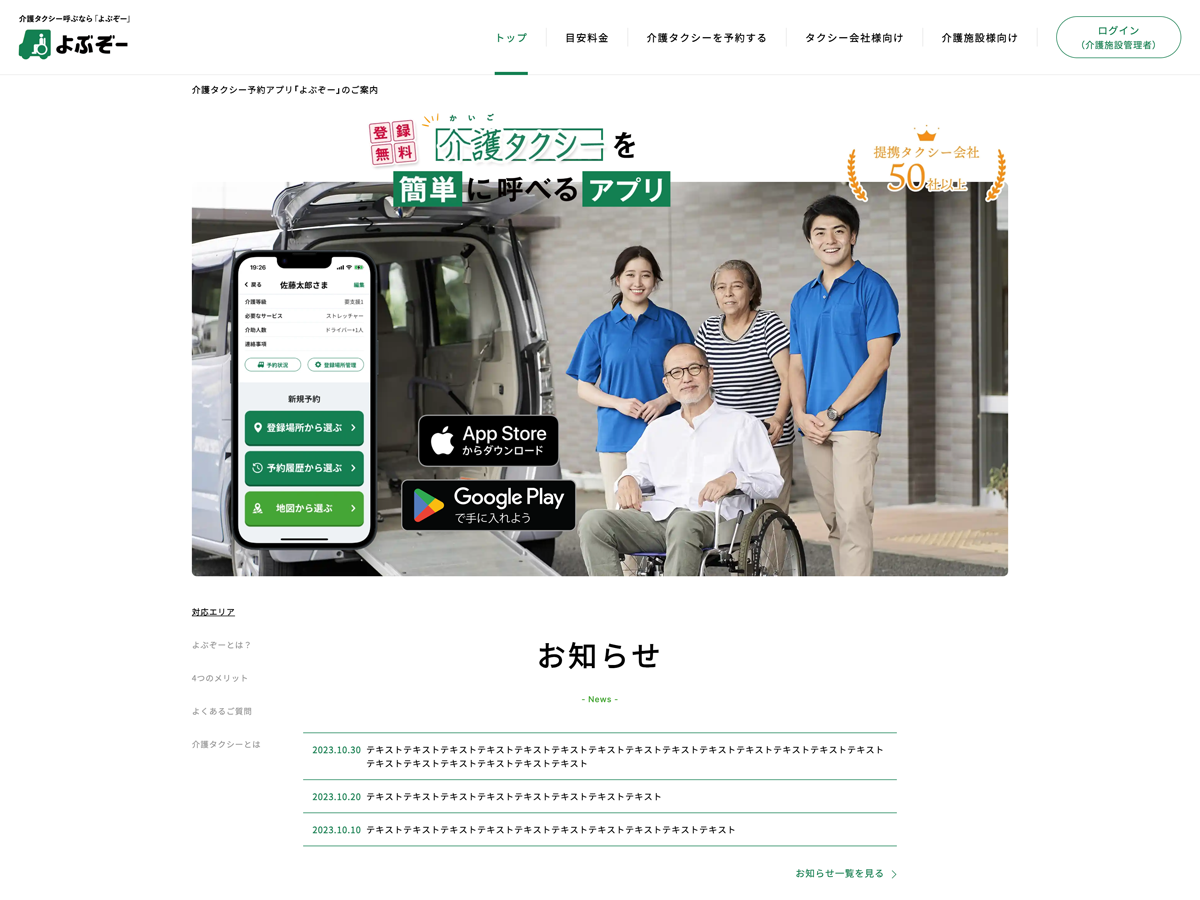 介護タクシー呼ぶなら「よぶぞー」
よぶぞー
トップ
目安料金
介護タクシーを予約する
タクシー会社様向け
介護施設様向け
ログイン
（介護施設管理者）
介護タクシー予約アプリ「よぶぞー」のご案内
登録
無料
かいご
介護タクシーを
簡単に呼べるアプリ
提携タクシー会社
50社以上
19:26
戻る
佐藤太郎さま
編集
介護等級
要支援1
必要なサービス
ストレッチャー
介助人数
ドライバー+1人
連絡事項
予約状況
登録場所管理
新規予約
登録場所から選ぶ
予約履歴から選ぶ
地図から選ぶ
App Store
からダウンロード
Google Play
で手に入れよう
対応エリア
よぶぞーとは？
4つのメリット
よくあるご質問
介護タクシーとは
お知らせ
- News -
2023.10.30 テキストテキストテキストテキストテキストテキストテキストテキストテキストテキストテキストテキストテキストテキスト
テキストテキストテキストテキストテキストテキスト
2023.10.20 テキストテキストテキストテキストテキストテキストテキストテキスト
2023.10.10 テキストテキストテキストテキストテキストテキストテキストテキストテキストテキスト
お知らせ一覧を見る